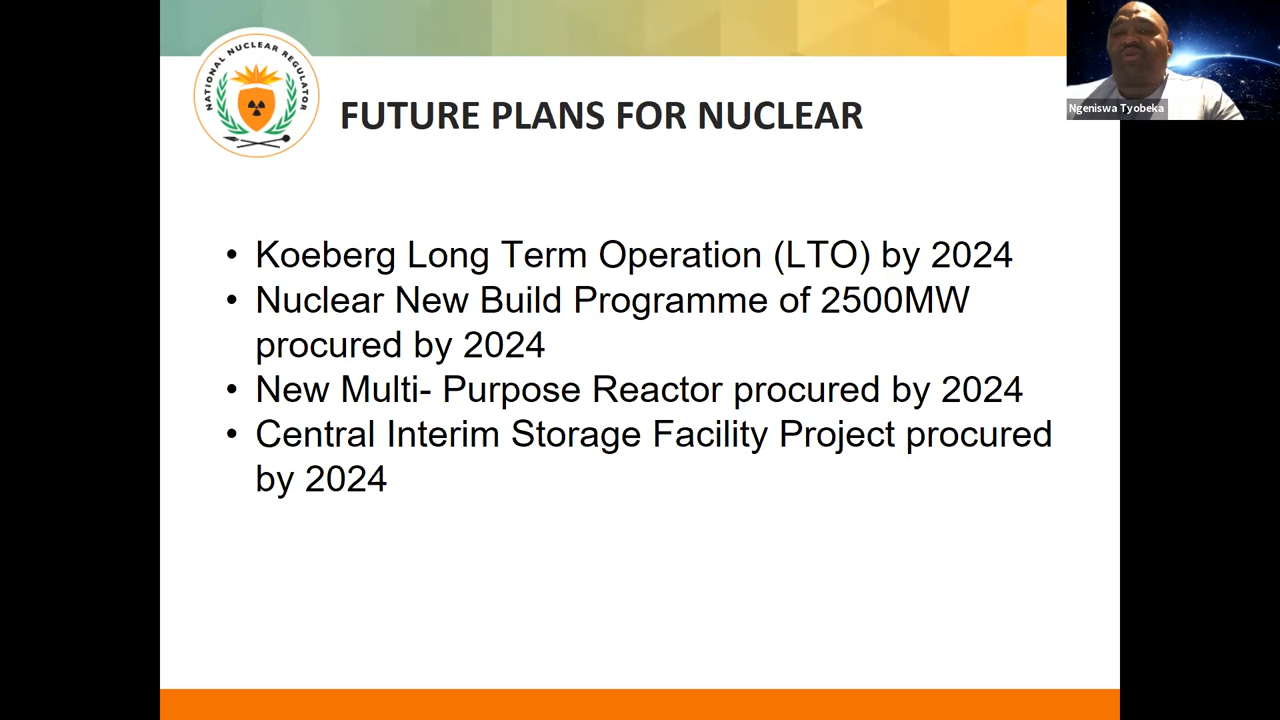 NATIONAL NUCLEAR REGULATOR
FUTURE PLANS FOR NUCLEAR
Ngeniswa Tyobeka
• Koeberg Long Term Operation (LTO) by 2024
• Nuclear New Build Programme of 2500MW
procured by 2024
• New Multi- Purpose Reactor procured by 2024
• Central Interim Storage Facility Project procured
by 2024